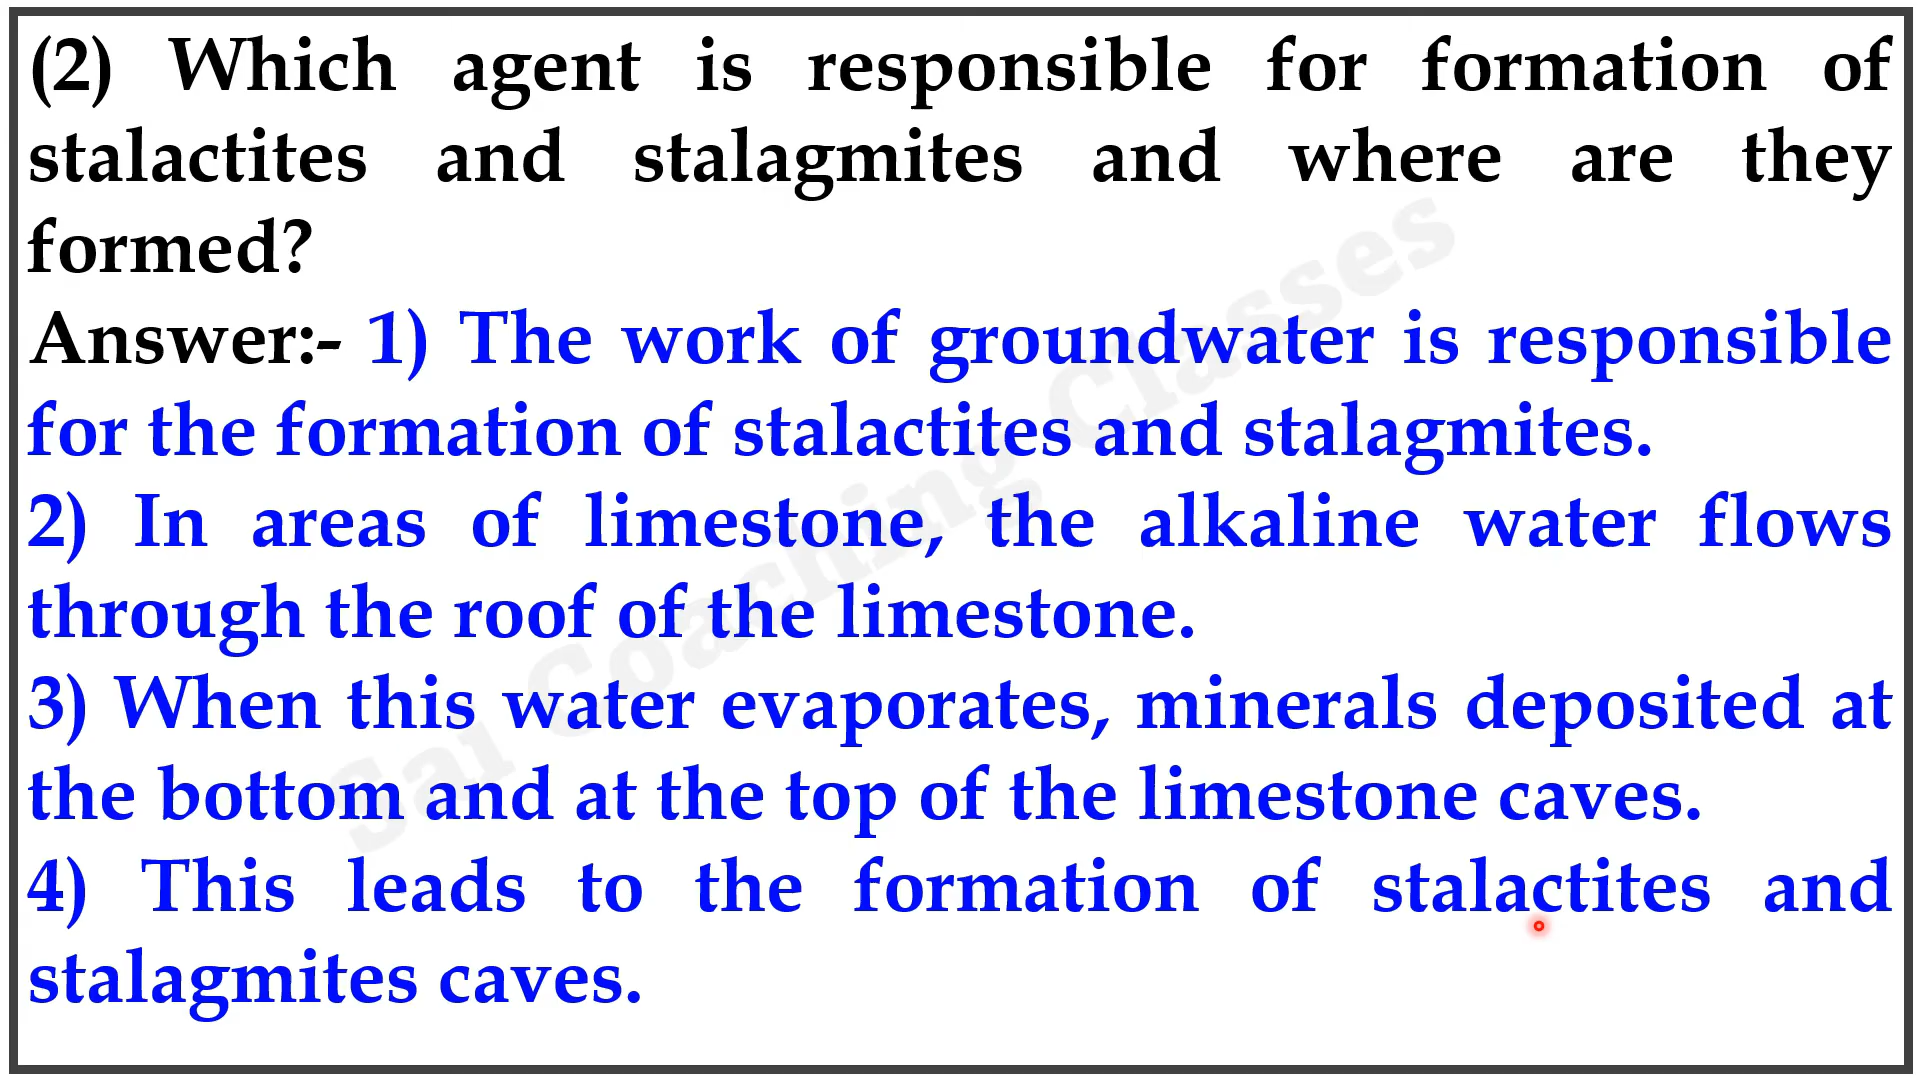 (2) Which agent is responsible for formation of
stalactites and stalagmites and where are they
formed?
Answer:- 1) The work of groundwater is responsible
for the formation of stalactites and stalagmites.
2) In areas of limestone, the alkaline water flows
through the roof of the limestone.
3) When this water evaporates, minerals deposited at
the bottom and at the top of the limestone caves.
4) This leads to the formation of stalactites and
stalagmites caves.
Sai Coaching Classes